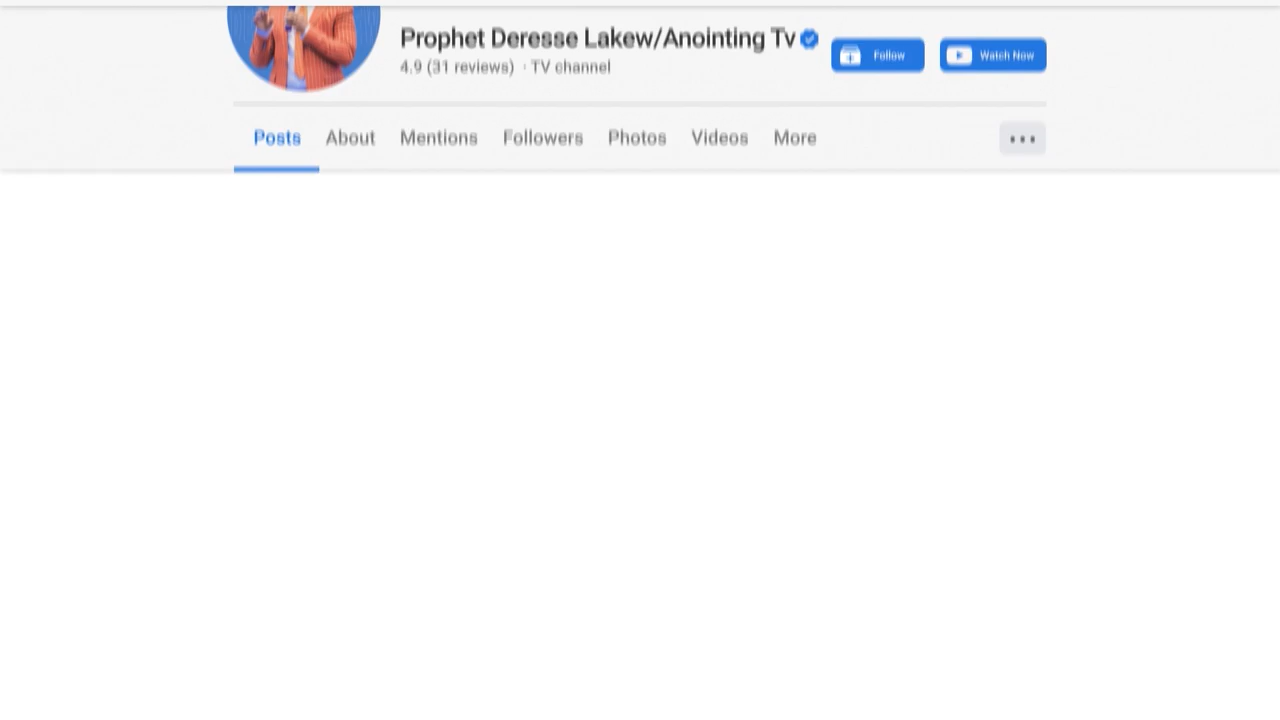 Prophet Deresse Lakew/Anointing Tv
4.9 (31 reviews) · TV channel
Follow
Watch Now
Posts About Mentions Followers Photos Videos More